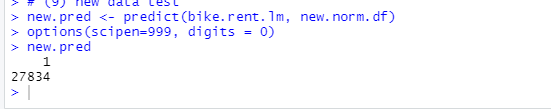 > # (9) new data test
> new.pred <- predict(bike.rent.lm, new.norm.df)
> options(scipen=999, digits = 0)
> new.pred
    1
27834
>